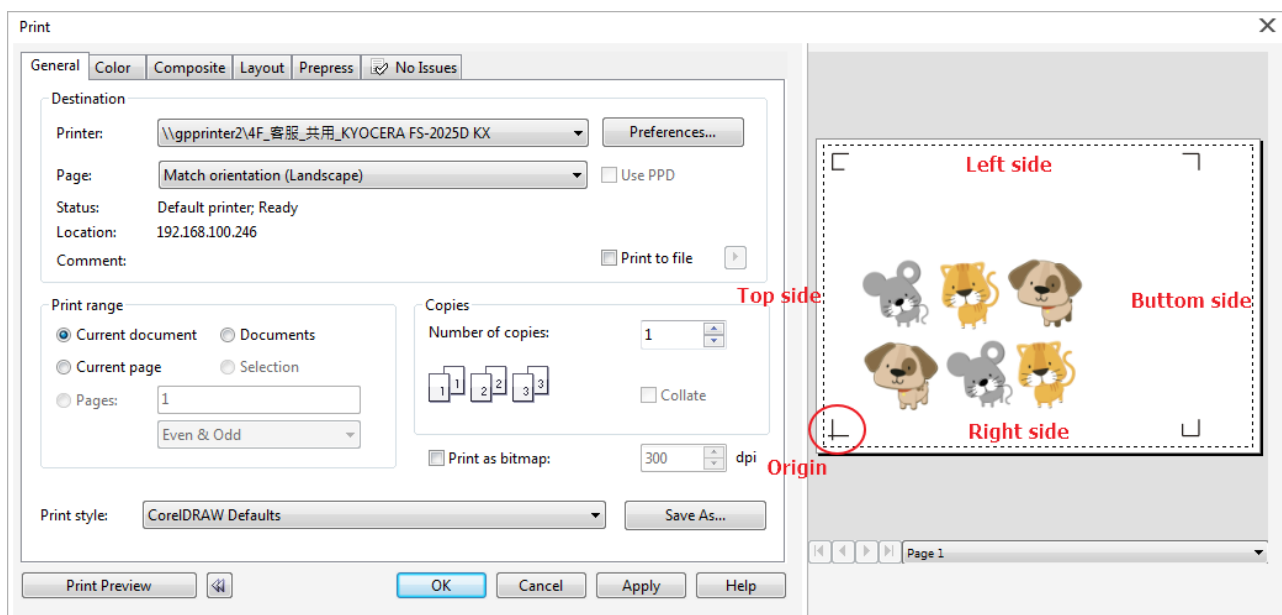 Print
General Color Composite Layout Prepress No Issues
Destination
Printer: \\gpprinter2\4F_客服_共用_KYOCERA FS-2025D KX Preferences...
Page: Match orientation (Landscape) Use PPD
Status: Default printer; Ready
Location: 192.168.100.246
Comment: Print to file
Print range
Current document Documents
Current page Selection
Pages: 1
Even & Odd
Copies
Number of copies: 1
1 1 2 2 3 3
Collate
Print as bitmap: 300 dpi
Print style: CorelDRAW Defaults Save As...
Print Preview OK Cancel Apply Help
Left side
Top side
Buttom side
Right side
Origin
Page 1